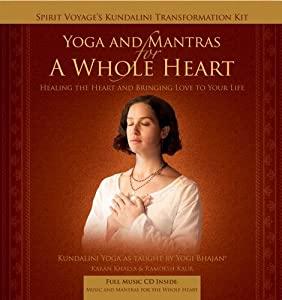 Spirit Voyage's Kundalini Transformation Kit
Yoga and Mantras
for
A Whole Heart
Healing the Heart and Bringing Love to Your Life
Kundalini Yoga as taught by Yogi Bhajan®
Karan Khalsa & Ramdesh Kaur
Full Music CD Inside:
Music and Mantras for the Whole Heart